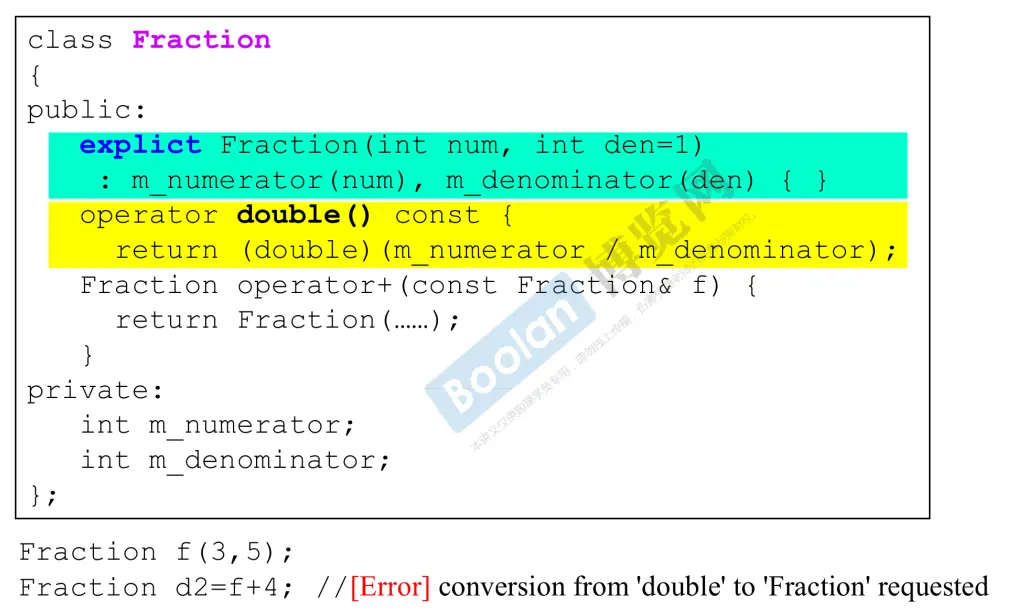 class Fraction
{
public:
explict Fraction(int num, int den=1)
: m_numerator(num), m_denominator(den) { }
operator double() const {
return (double)(m_numerator / m_denominator);
Fraction operator+(const Fraction& f) {
return Fraction(……);
}
private:
int m_numerator;
int m_denominator;
};
Fraction f(3,5);
Fraction d2=f+4; //[Error] conversion from 'double' to 'Fraction' requested
Boolan 博览网